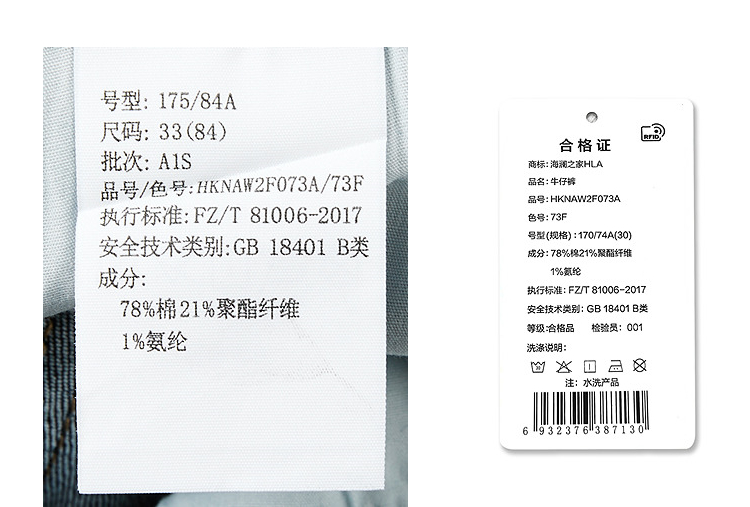 号型: 175/84A
尺码: 33(84)
批次: A1S
品号/色号:HKNAW2F073A/73F
执行标准:FZ/T 81006-2017
安全技术类别:GB 18401 B类
成分:
78%棉21%聚酯纤维
1%氨纶
RFID
合格证
商标: 海澜之家HLA
品名: 牛仔裤
品号: HKNAW2F073A
色号: 73F
号型(规格) : 170/74A(30)
成分: 78%棉21%聚酯纤维
1%氨纶
执行标准: FZ/T 81006-2017
安全技术类别: GB 18401 B类
等级:合格品 检验员: 001
洗涤说明:
注: 水洗产品
6 932376 387130